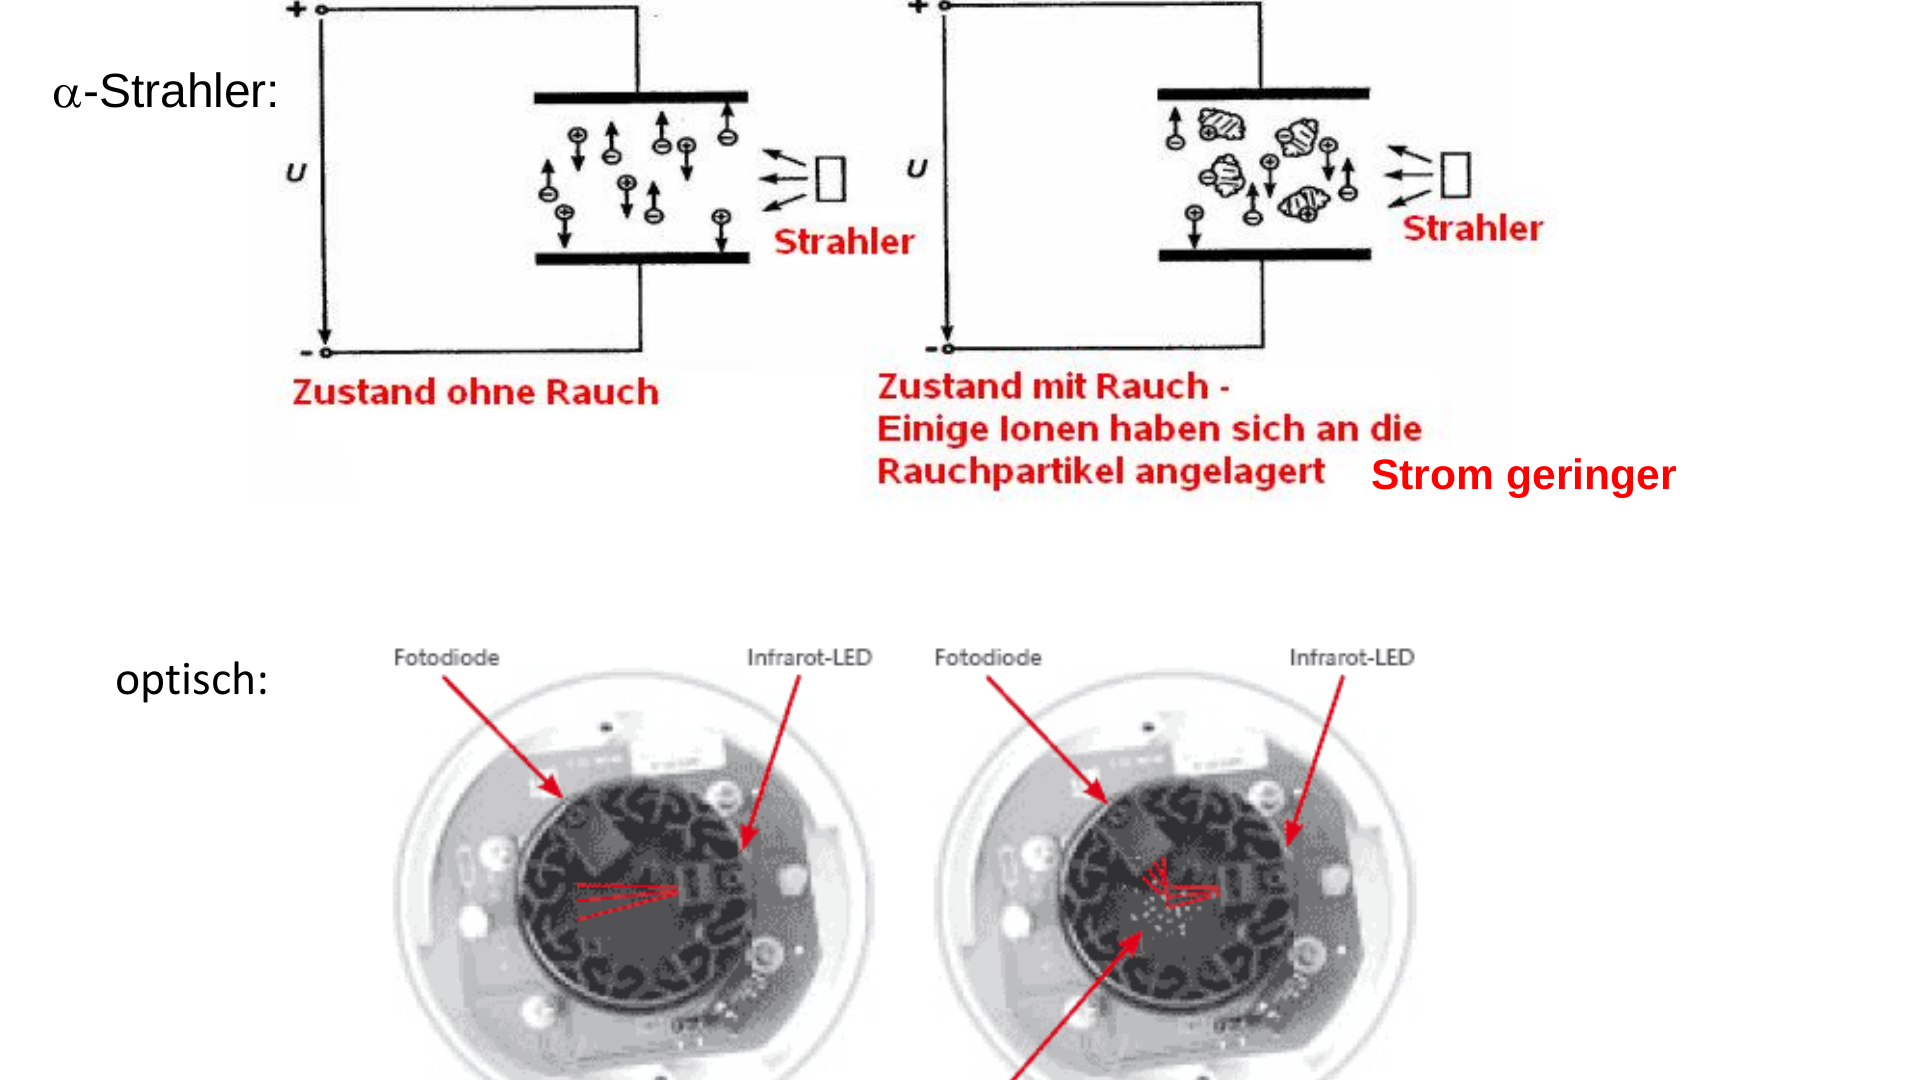 α-Strahler:
+
U
-
Strahler
Zustand ohne Rauch
+
U
-
Strahler
Zustand mit Rauch -
Einige Ionen haben sich an die
Rauchpartikel angelagert
Strom geringer
optisch:
Fotodiode
Infrarot-LED
Fotodiode
Infrarot-LED